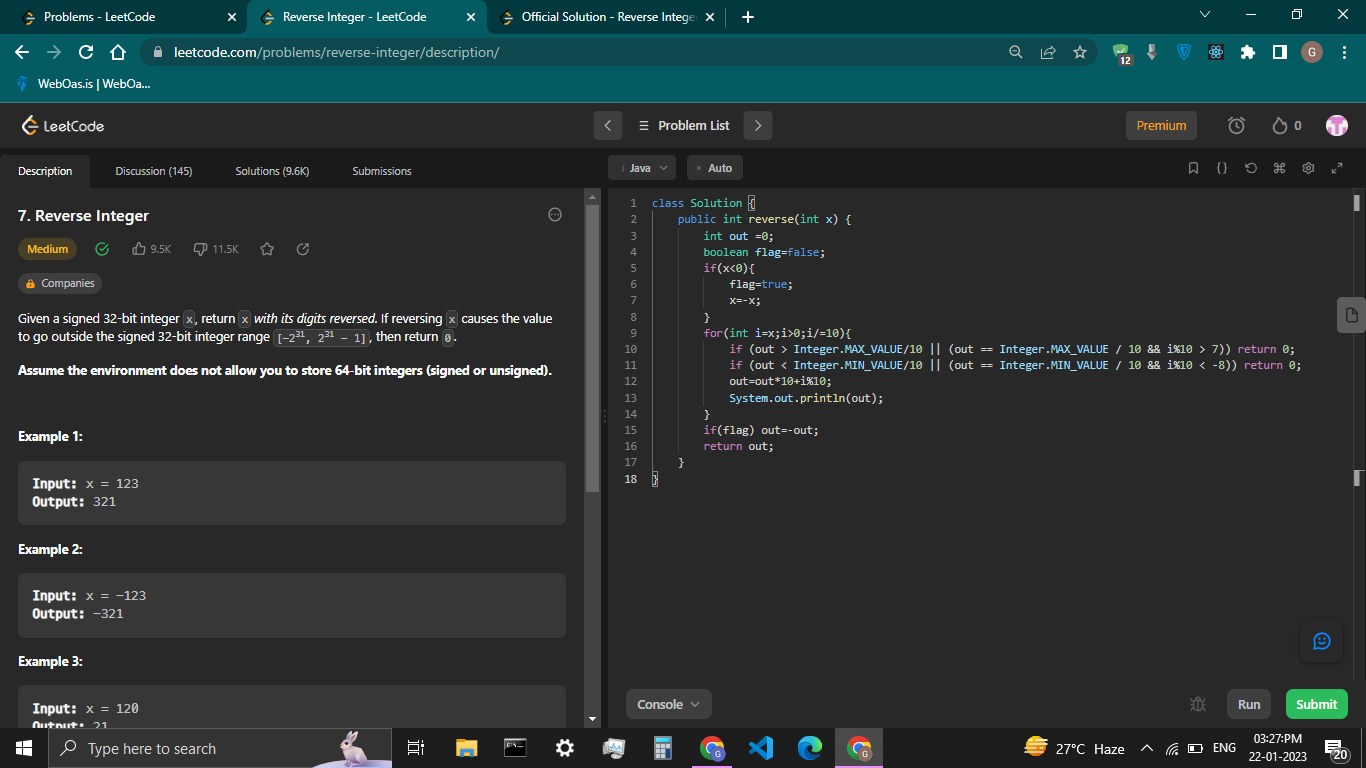 Problems - LeetCode
Reverse Integer - LeetCode
Official Solution - Reverse Intege
leetcode.com/problems/reverse-integer/description/
12
G
WebOas.is | WebOa...
LeetCode
Problem List
Premium
0
Description
Discussion (145)
Solutions (9.6K)
Submissions
i Java
Auto
7. Reverse Integer
Medium
9.5K
11.5K
Companies
Given a signed 32-bit integer x, return x with its digits reversed. If reversing x causes the value
to go outside the signed 32-bit integer range [-2³¹, 2³¹ - 1], then return 0.
Assume the environment does not allow you to store 64-bit integers (signed or unsigned).
Example 1:
Input: x = 123
Output: 321
Example 2:
Input: x = -123
Output: -321
Example 3:
Input: x = 120
Output: 21
1 class Solution {
2 public int reverse(int x) {
3 int out =0;
4 boolean flag=false;
5 if(x<0){
6 flag=true;
7 x=-x;
8 }
9 for(int i=x;i>0;i/=10){
10 if (out > Integer.MAX_VALUE/10 || (out == Integer.MAX_VALUE / 10 && i%10 > 7)) return 0;
11 if (out < Integer.MIN_VALUE/10 || (out == Integer.MIN_VALUE / 10 && i%10 < -8)) return 0;
12 out=out*10+i%10;
13 System.out.println(out);
14 }
15 if(flag) out=-out;
16 return out;
17 }
18 }
Console
Run
Submit
Type here to search
G
G
27°C Haze
ENG
03:27:PM
22-01-2023
20